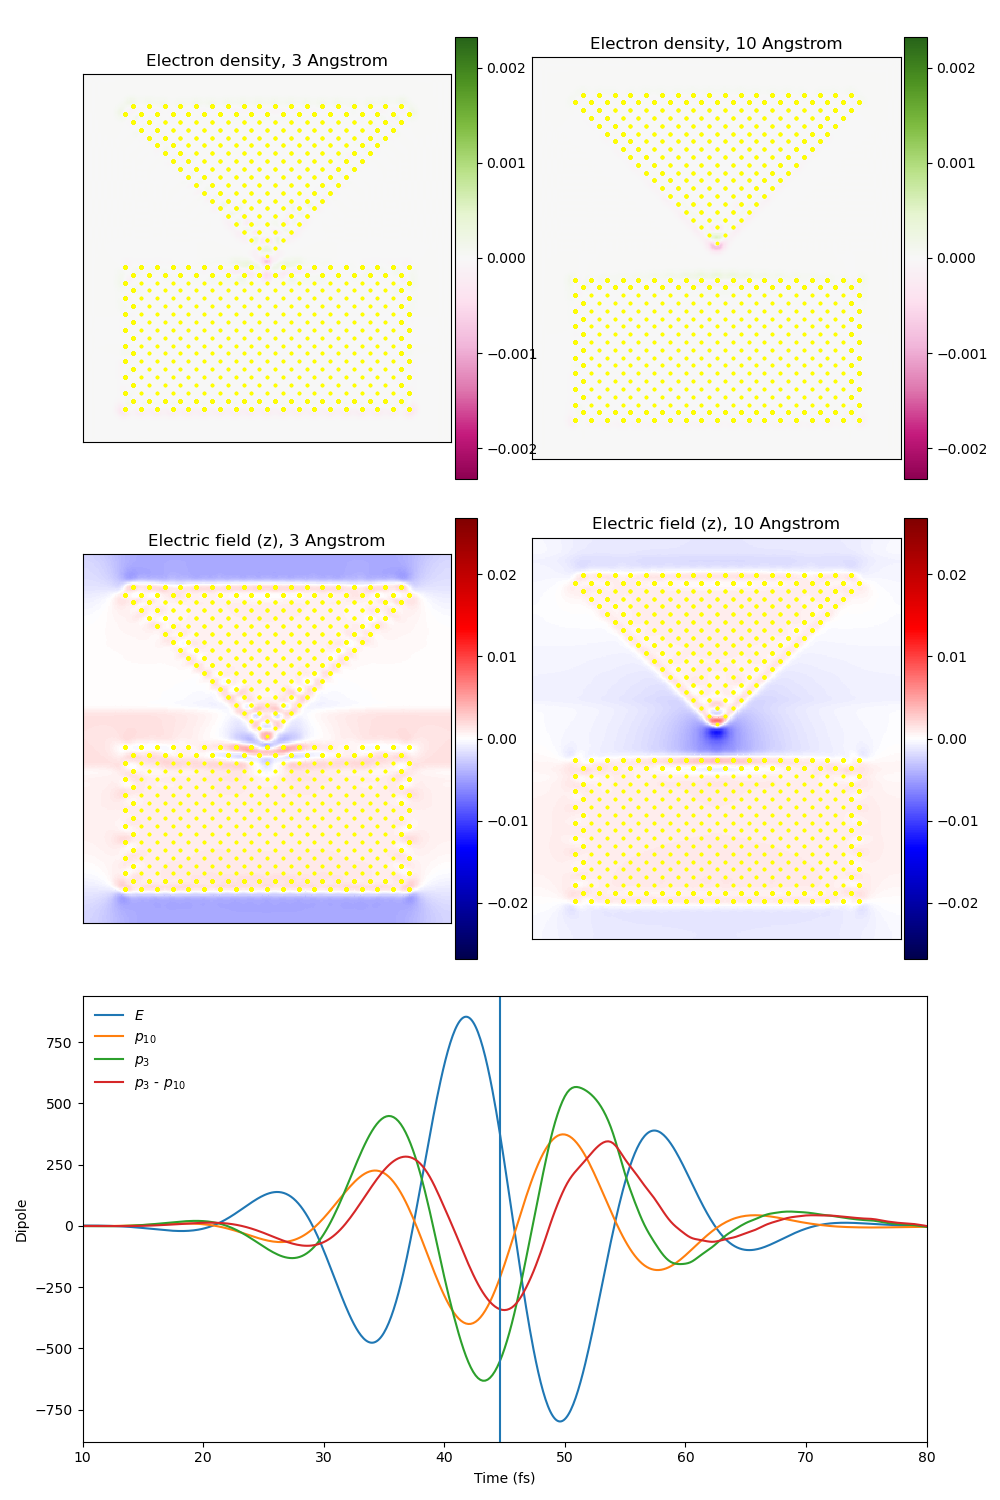 Electron density, 3 Angstrom
0.002
0.001
0.000
−0.001
−0.002
Electron density, 10 Angstrom
0.002
0.001
0.000
−0.001
−0.002
Electric field (z), 3 Angstrom
0.02
0.01
0.00
−0.01
−0.02
Electric field (z), 10 Angstrom
0.02
0.01
0.00
−0.01
−0.02
Dipole
750
500
250
0
−250
−500
−750
E
p10
p3
p3 - p10
10 20 30 40 50 60 70 80
Time (fs)